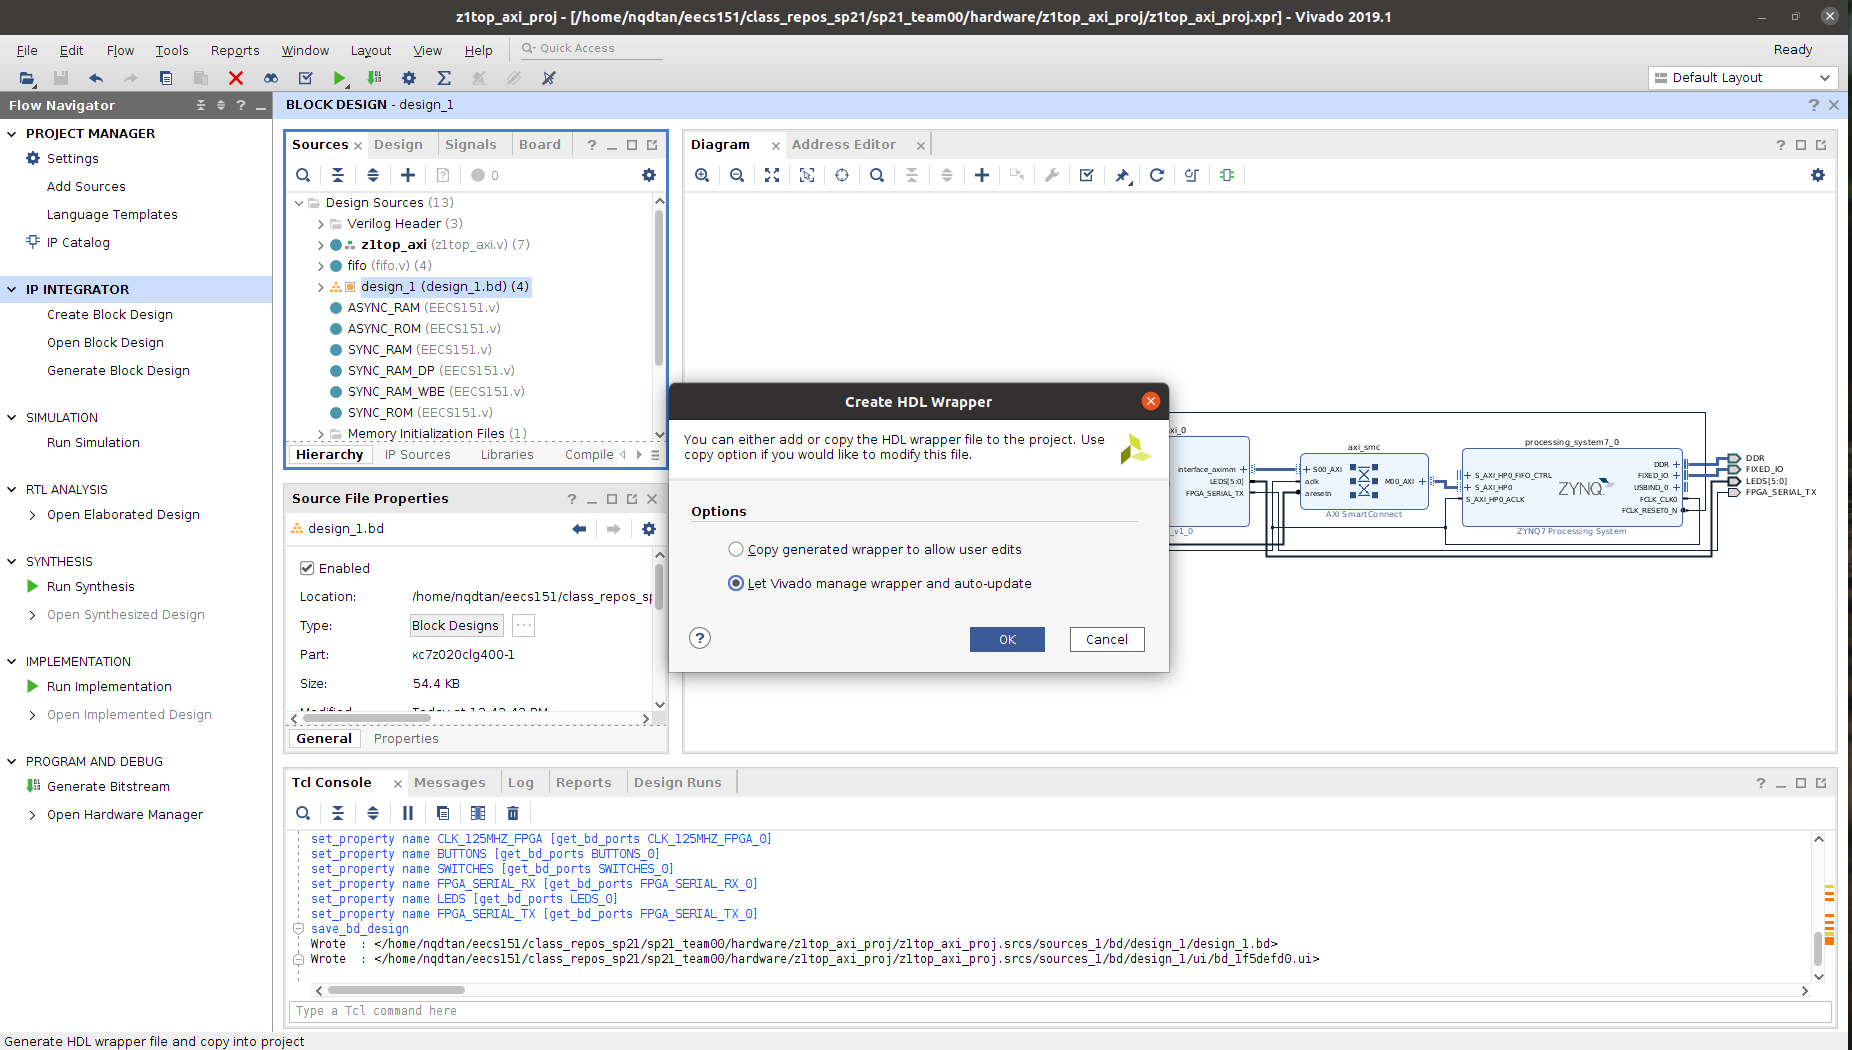 z1top_axi_proj - [/home/nqdtan/eecs151/class_repos_sp21/sp21_team00/hardware/z1top_axi_proj/z1top_axi_proj.xpr] - Vivado 2019.1
File Edit Flow Tools Reports Window Layout View Help Quick Access Ready
Default Layout
Flow Navigator
PROJECT MANAGER
Settings
Add Sources
Language Templates
IP Catalog
IP INTEGRATOR
Create Block Design
Open Block Design
Generate Block Design
SIMULATION
Run Simulation
RTL ANALYSIS
Open Elaborated Design
SYNTHESIS
Run Synthesis
Open Synthesized Design
IMPLEMENTATION
Run Implementation
Open Implemented Design
PROGRAM AND DEBUG
Generate Bitstream
Open Hardware Manager
BLOCK DESIGN - design_1
Sources Design Signals Board
0
Design Sources (13)
Verilog Header (3)
z1top_axi (z1top_axi.v) (7)
fifo (fifo.v) (4)
design_1 (design_1.bd) (4)
ASYNC_RAM (EECS151.v)
ASYNC_ROM (EECS151.v)
SYNC_RAM (EECS151.v)
SYNC_RAM_DP (EECS151.v)
SYNC_RAM_WBE (EECS151.v)
SYNC_ROM (EECS151.v)
Memory Initialization Files (1)
Hierarchy IP Sources Libraries Compile
Source File Properties
design_1.bd
Enabled
Location: /home/nqdtan/eecs151/class_repos_sp
Type: Block Designs ...
Part: xc7z020clg400-1
Size: 54.4 KB
General Properties
Diagram Address Editor
xi_0
interface_aximm
LEDS[5:0]
FPGA_SERIAL_TX
_v1_0
axi_smc
S00_AXI
aclk
aresetn
M00_AXI
AXI SmartConnect
processing_system7_0
S_AXI_HP0_FIFO_CTRL
S_AXI_HP0
S_AXI_HP0_ACLK
ZYNQ
DDR
FIXED_IO
USBIND_0
FCLK_CLK0
FCLK_RESET0_N
ZYNQ7 Processing System
DDR
FIXED_IO
LEDS[5:0]
FPGA_SERIAL_TX
Create HDL Wrapper
You can either add or copy the HDL wrapper file to the project. Use
copy option if you would like to modify this file.
Options
Copy generated wrapper to allow user edits
Let Vivado manage wrapper and auto-update
? OK Cancel
Tcl Console Messages Log Reports Design Runs
set_property name CLK_125MHZ_FPGA [get_bd_ports CLK_125MHZ_FPGA_0]
set_property name BUTTONS [get_bd_ports BUTTONS_0]
set_property name SWITCHES [get_bd_ports SWITCHES_0]
set_property name FPGA_SERIAL_RX [get_bd_ports FPGA_SERIAL_RX_0]
set_property name LEDS [get_bd_ports LEDS_0]
set_property name FPGA_SERIAL_TX [get_bd_ports FPGA_SERIAL_TX_0]
save_bd_design
Wrote : </home/nqdtan/eecs151/class_repos_sp21/sp21_team00/hardware/z1top_axi_proj/z1top_axi_proj.srcs/sources_1/bd/design_1/design_1.bd>
Wrote : </home/nqdtan/eecs151/class_repos_sp21/sp21_team00/hardware/z1top_axi_proj/z1top_axi_proj.srcs/sources_1/bd/design_1/ui/bd_1f5defd0.ui>
Type a Tcl command here
Generate HDL wrapper file and copy into project